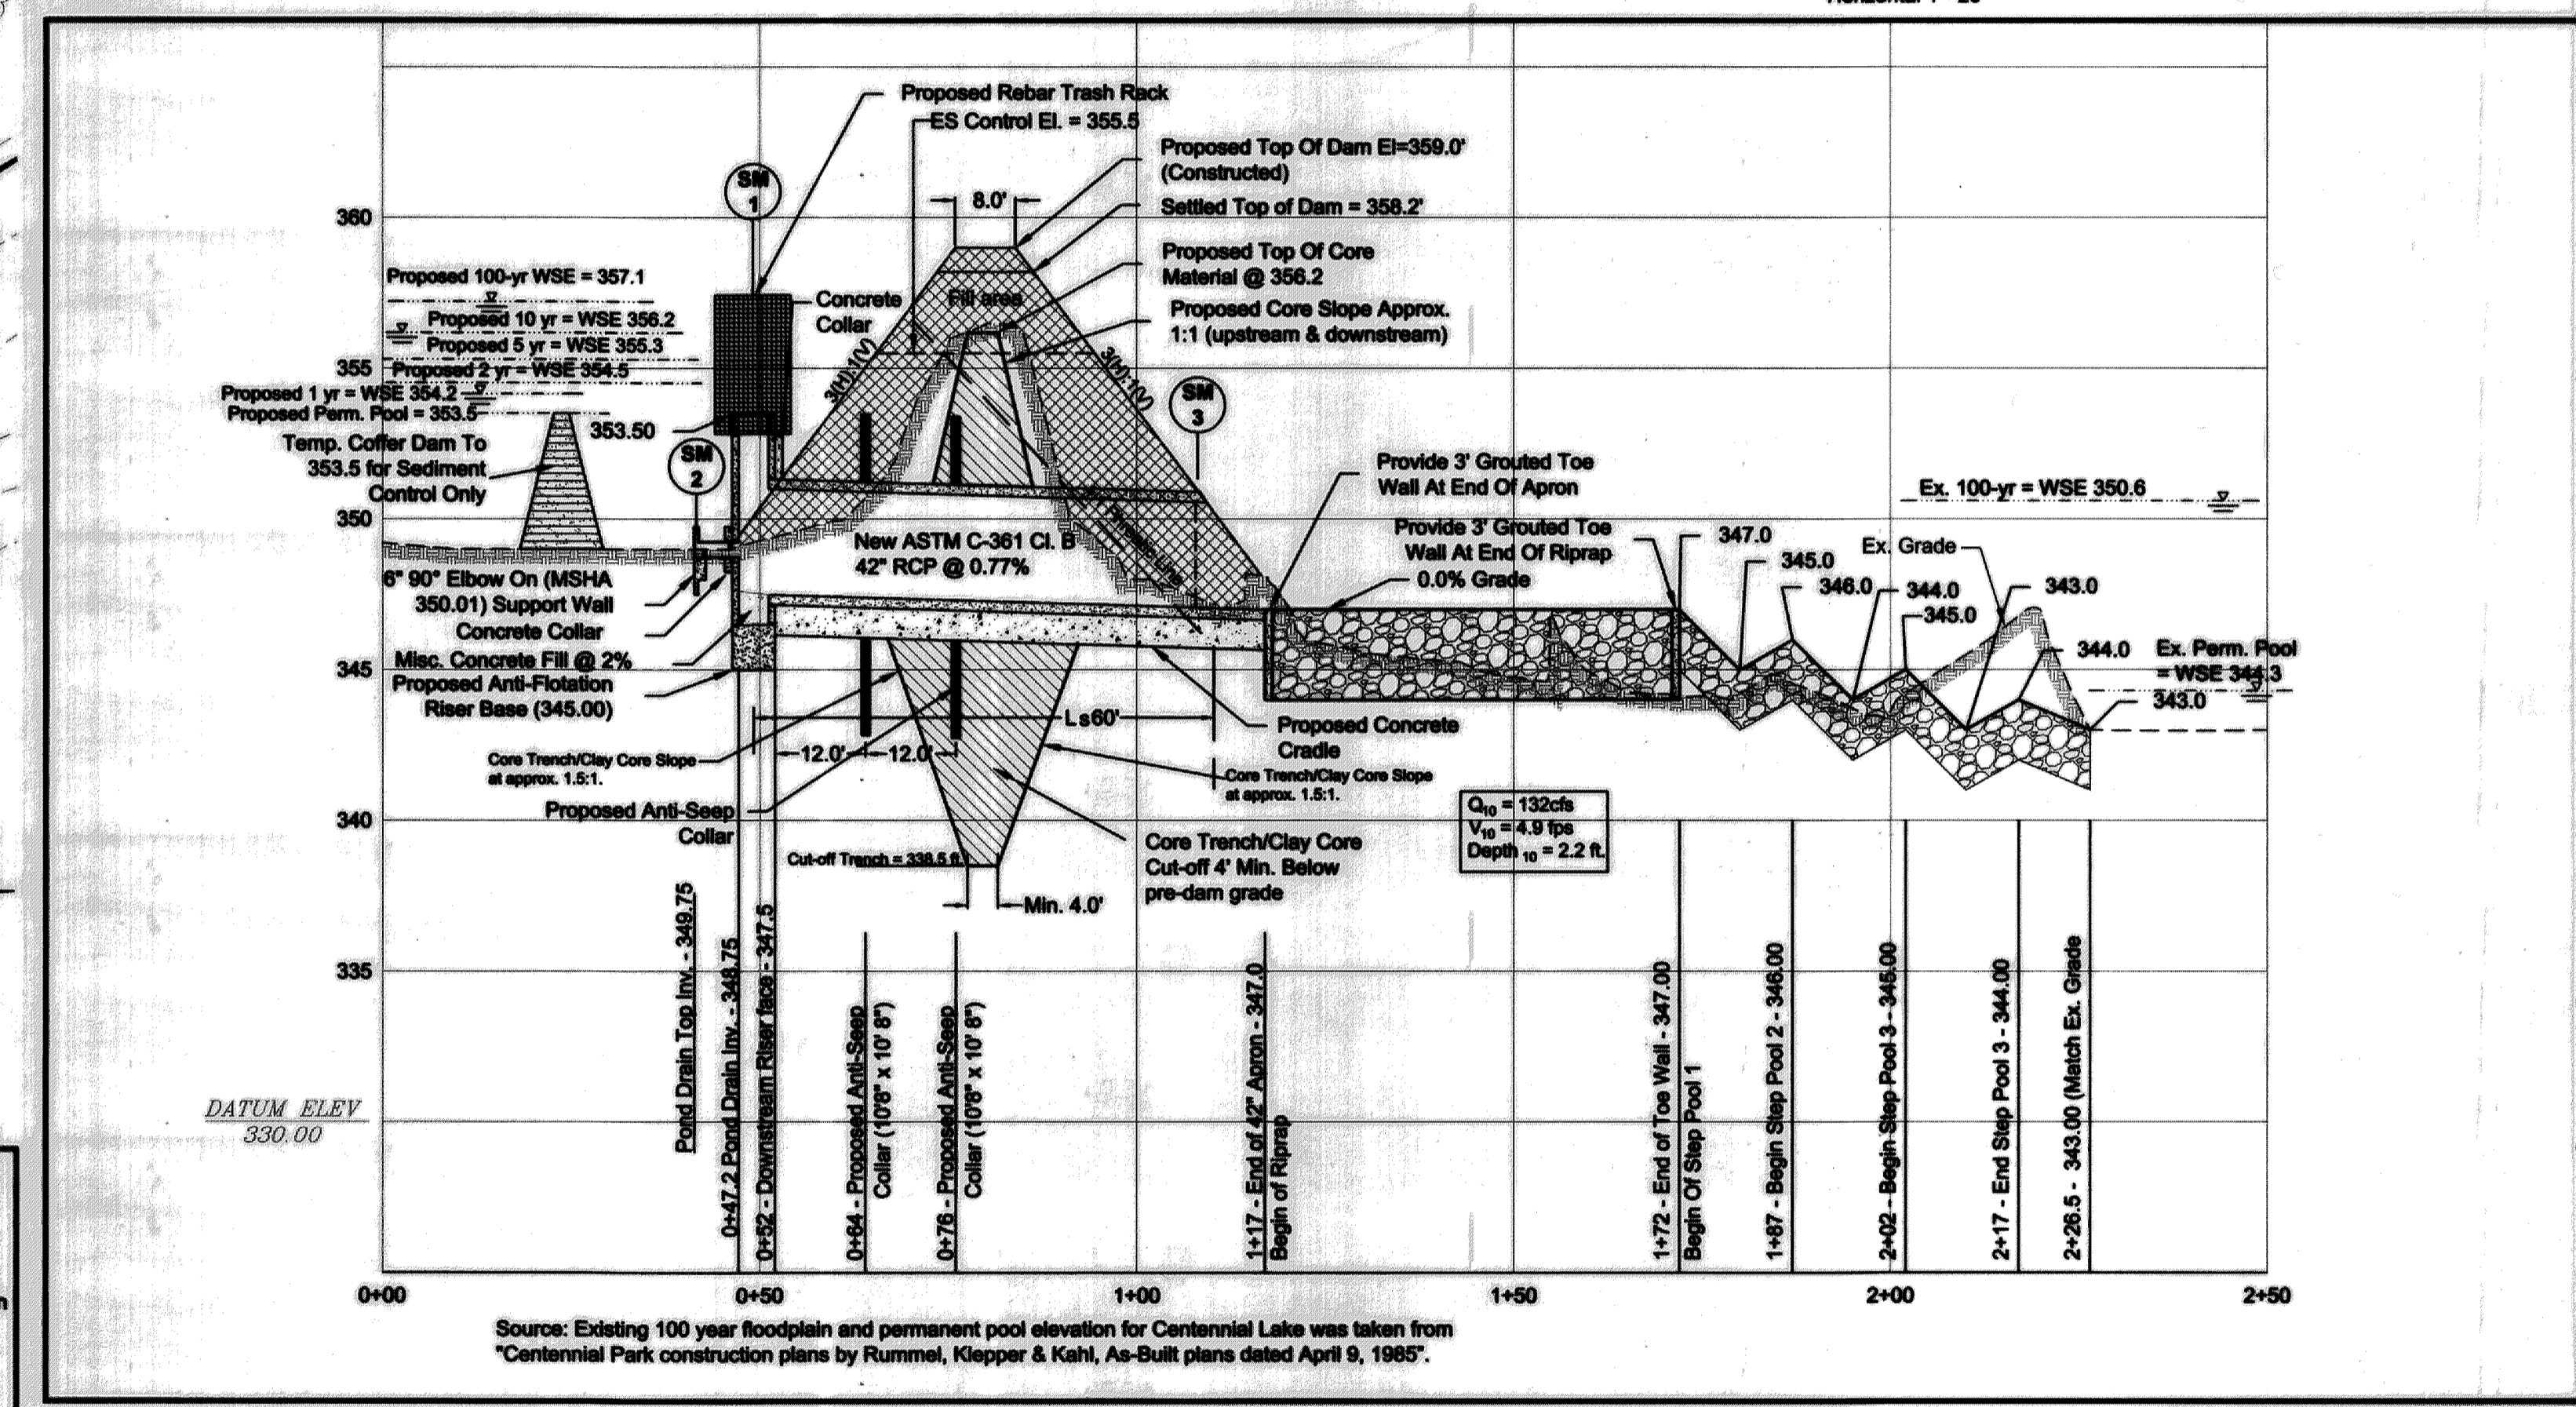 Proposed Rebar Trash Rack
ES Control El. = 355.5
Proposed Top Of Dam El=359.0'
(Constructed)
SM
1
8.0'
Settled Top of Dam = 358.2'
360
Proposed Top Of Core
Material @ 356.2
Proposed 100-yr WSE = 357.1
Concrete
Collar
Fill area
Proposed Core Slope Approx.
1:1 (upstream & downstream)
Proposed 10 yr = WSE 356.2
Proposed 5 yr = WSE 355.3
3(H):1(V)
3(H):1(V)
355
Proposed 2 yr = WSE 354.5
Proposed 1 yr = WSE 354.2
Proposed Perm. Pool = 353.5
SM
3
353.50
Temp. Coffer Dam To
353.5 for Sediment
Control Only
SM
2
Provide 3' Grouted Toe
Wall At End Of Apron
Ex. 100-yr = WSE 350.6
350
Provide 3' Grouted Toe
Wall At End Of Riprap
Phreatic Line
New ASTM C-361 Cl. B
42" RCP @ 0.77%
347.0
345.0
Ex. Grade
0.0% Grade
346.0
344.0
343.0
345.0
6" 90° Elbow On (MSHA
350.01) Support Wall
Concrete Collar
Misc. Concrete Fill @ 2%
344.0
Ex. Perm. Pool
= WSE 344.3
343.0
345
Proposed Anti-Flotation
Riser Base (345.00)
Ls60'
Proposed Concrete
Cradle
12.0'
12.0'
Core Trench/Clay Core Slope
at approx. 1.5:1.
Core Trench/Clay Core Slope
at approx. 1.5:1.
Proposed Anti-Seep
Collar
Q10 = 132cfs
V10 = 4.9 fps
Depth 10 = 2.2 ft.
340
Core Trench/Clay Core
Cut-off 4' Min. Below
pre-dam grade
Cut-off Trench = 338.5 ft.
Min. 4.0'
335
DATUM ELEV
330.00
Pond Drain Top Inv. - 349.75
0+47.2 Pond Drain Inv. - 348.75
0+52 - Downstream Riser face - 347.5
0+64 - Proposed Anti-Seep
Collar (10'8" x 10' 8")
0+76 - Proposed Anti-Seep
Collar (10'8" x 10' 8")
1+17 - End of 42" Apron - 347.0
Begin of Riprap
1+72 - End of Toe Wall - 347.00
Begin Of Step Pool 1
1+87 - Begin Step Pool 2 - 346.00
2+02 - Begin Step Pool 3 - 345.00
2+17 - End Step Pool 3 - 344.00
2+26.5 - 343.00 (Match Ex. Grade
0+00
0+50
1+00
1+50
2+00
2+50
Source: Existing 100 year floodplain and permanent pool elevation for Centennial Lake was taken from
"Centennial Park construction plans by Rummel, Klepper & Kahl, As-Built plans dated April 9, 1985".